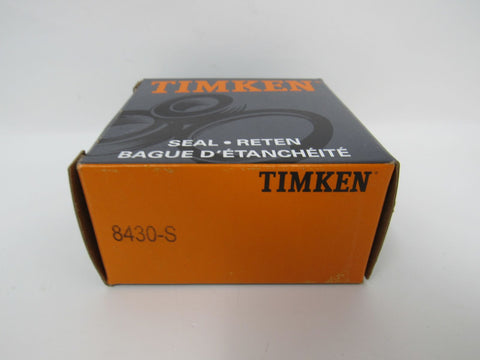 TIMKEN
SEAL • RETEN
BAGUE D'ÉTANCHÉITÉ
TIMKEN
8430-S